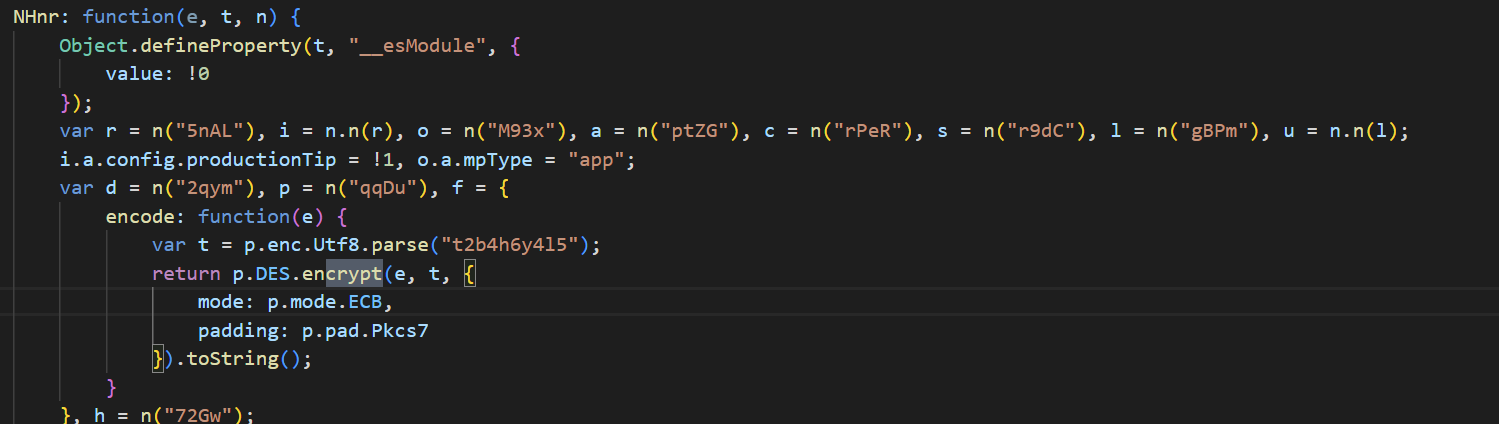 NHnr: function(e, t, n) {
Object.defineProperty(t, "__esModule", {
value: !0
});
var r = n("5nAL"), i = n.n(r), o = n("M93x"), a = n("ptZG"), c = n("rPeR"), s = n("r9dC"), l = n("gBPm"), u = n.n(l);
i.a.config.productionTip = !1, o.a.mpType = "app";
var d = n("2qym"), p = n("qqDu"), f = {
encode: function(e) {
var t = p.enc.Utf8.parse("t2b4h6y4l5");
return p.DES.encrypt(e, t, {
mode: p.mode.ECB,
padding: p.pad.Pkcs7
}).toString();
}
}, h = n("72Gw");